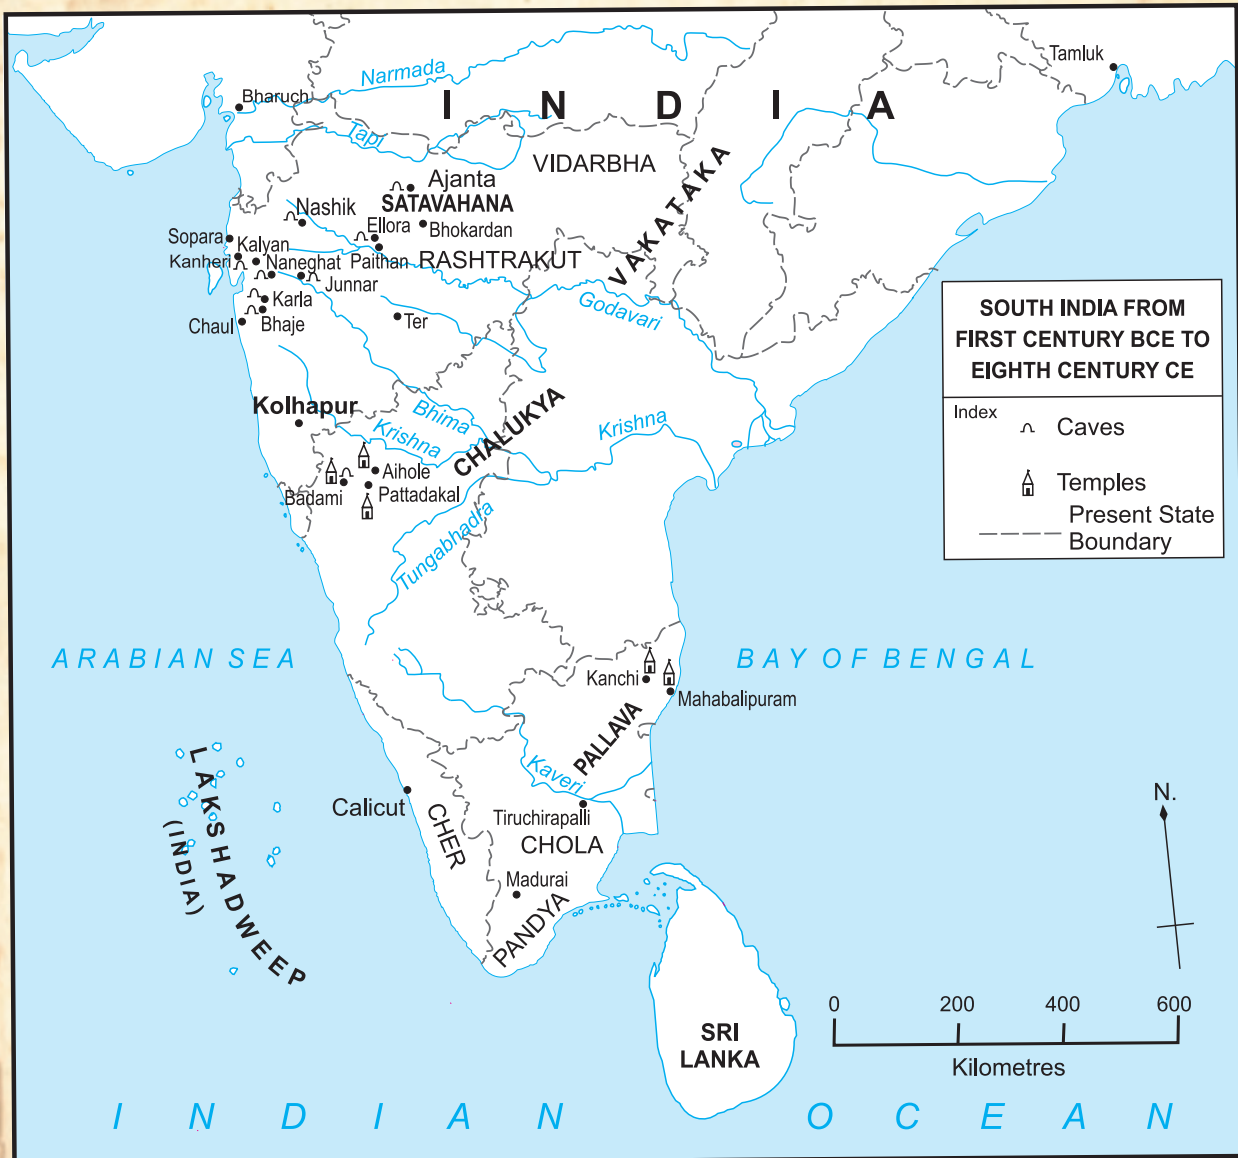 Tamluk
Narmada
Bharuch
I N D I A
Tapi
VIDARBHA
VAKATAKA
Ajanta
SATAVAHANA
Nashik
Ellora
Bhokardan
Sopara
Kalyan
Kanheri
Naneghat
Paithan
RASHTRAKUT
Junnar
Godavari
Karla
Bhaje
Chaul
Ter
SOUTH INDIA FROM
FIRST CENTURY BCE TO
EIGHTH CENTURY CE
Index
Caves
Temples
Present State
Boundary
Kolhapur
Bhima
Krishna
CHALUKYA
Krishna
Aihole
Badami
Pattadakal
Tungabhadra
ARABIAN SEA
BAY OF BENGAL
Kanchi
Mahabalipuram
PALLAVA
Kaveri
LAKSHADWEEP
(INDIA)
Calicut
CHER
Tiruchirapalli
CHOLA
Madurai
PANDYA
N.
0 200 400 600
Kilometres
SRI
LANKA
I N D I A N O C E A N